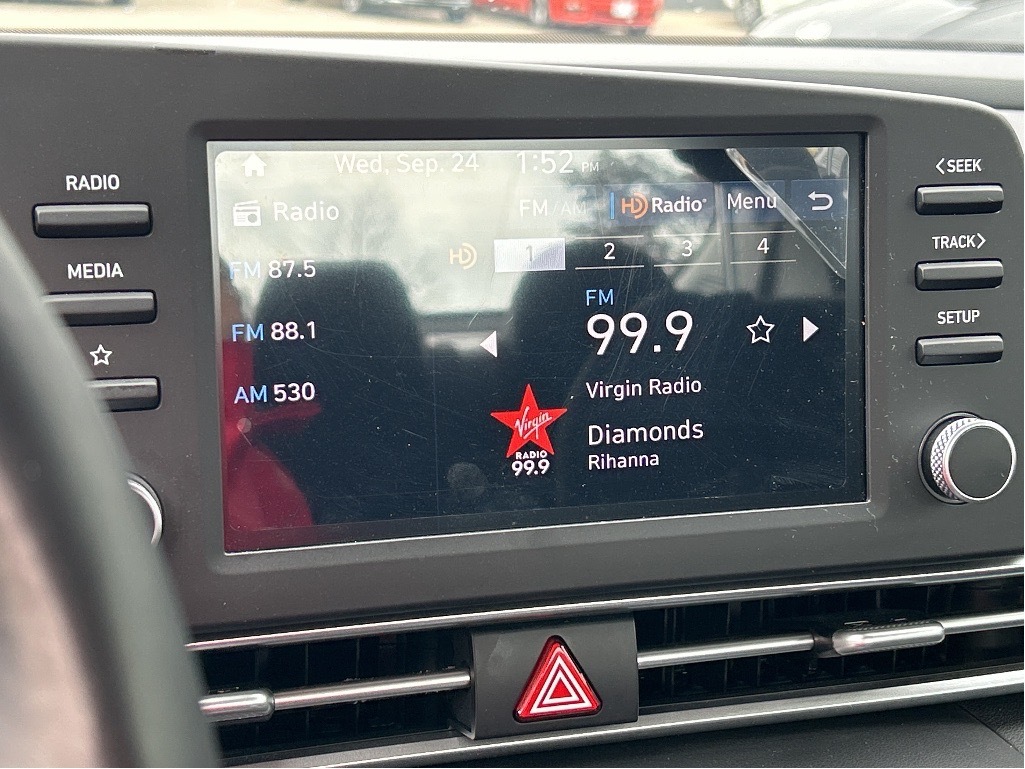 RADIO
MEDIA
Wed, Sep. 24 1:52 PM
Radio
FM/AM HD Radio Menu
HD 1 2 3 4
FM 87.5
FM 88.1
AM 530
FM
99.9
Virgin Radio
Diamonds
Rihanna
Virgin
RADIO
99.9
<SEEK
TRACK>
SETUP